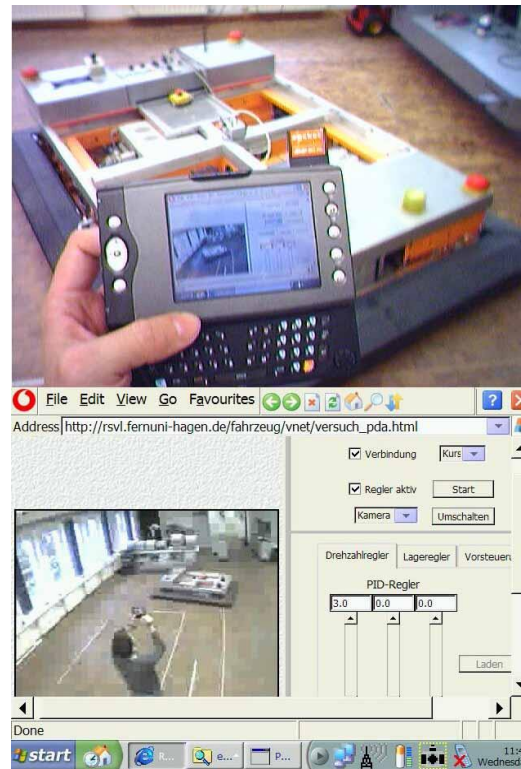 File Edit View Go Favourites
Address http://rsvl.fernuni-hagen.de/fahrzeug/vnet/versuch_pda.html
Verbindung Kurs
Regler aktiv Start
Kamera Umschalten
Drehzahlregler Lageregler
PID-Regler
3.0 0.0 0.0
Laden
Done
start R... e... P...